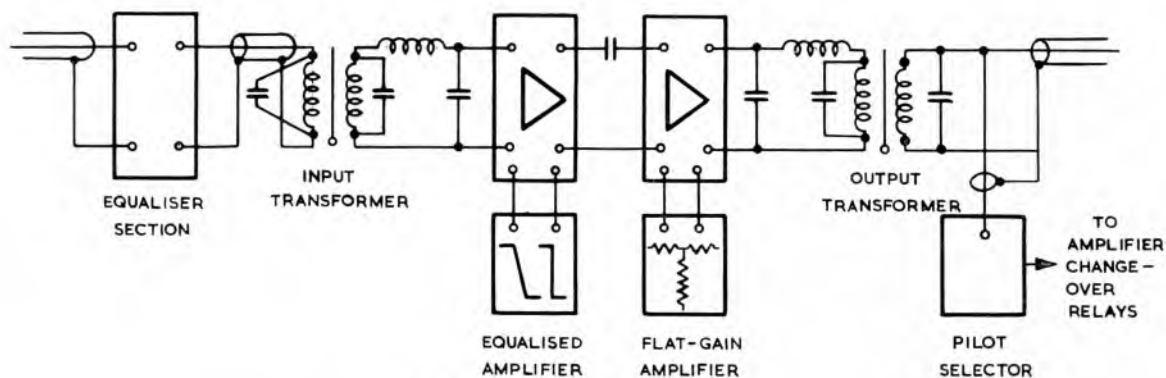 EQUALISER
SECTION
INPUT
TRANSFORMER
EQUALISED
AMPLIFIER
FLAT-GAIN
AMPLIFIER
OUTPUT
TRANSFORMER
PILOT
SELECTOR
TO
AMPLIFIER
CHANGE-
OVER
RELAYS